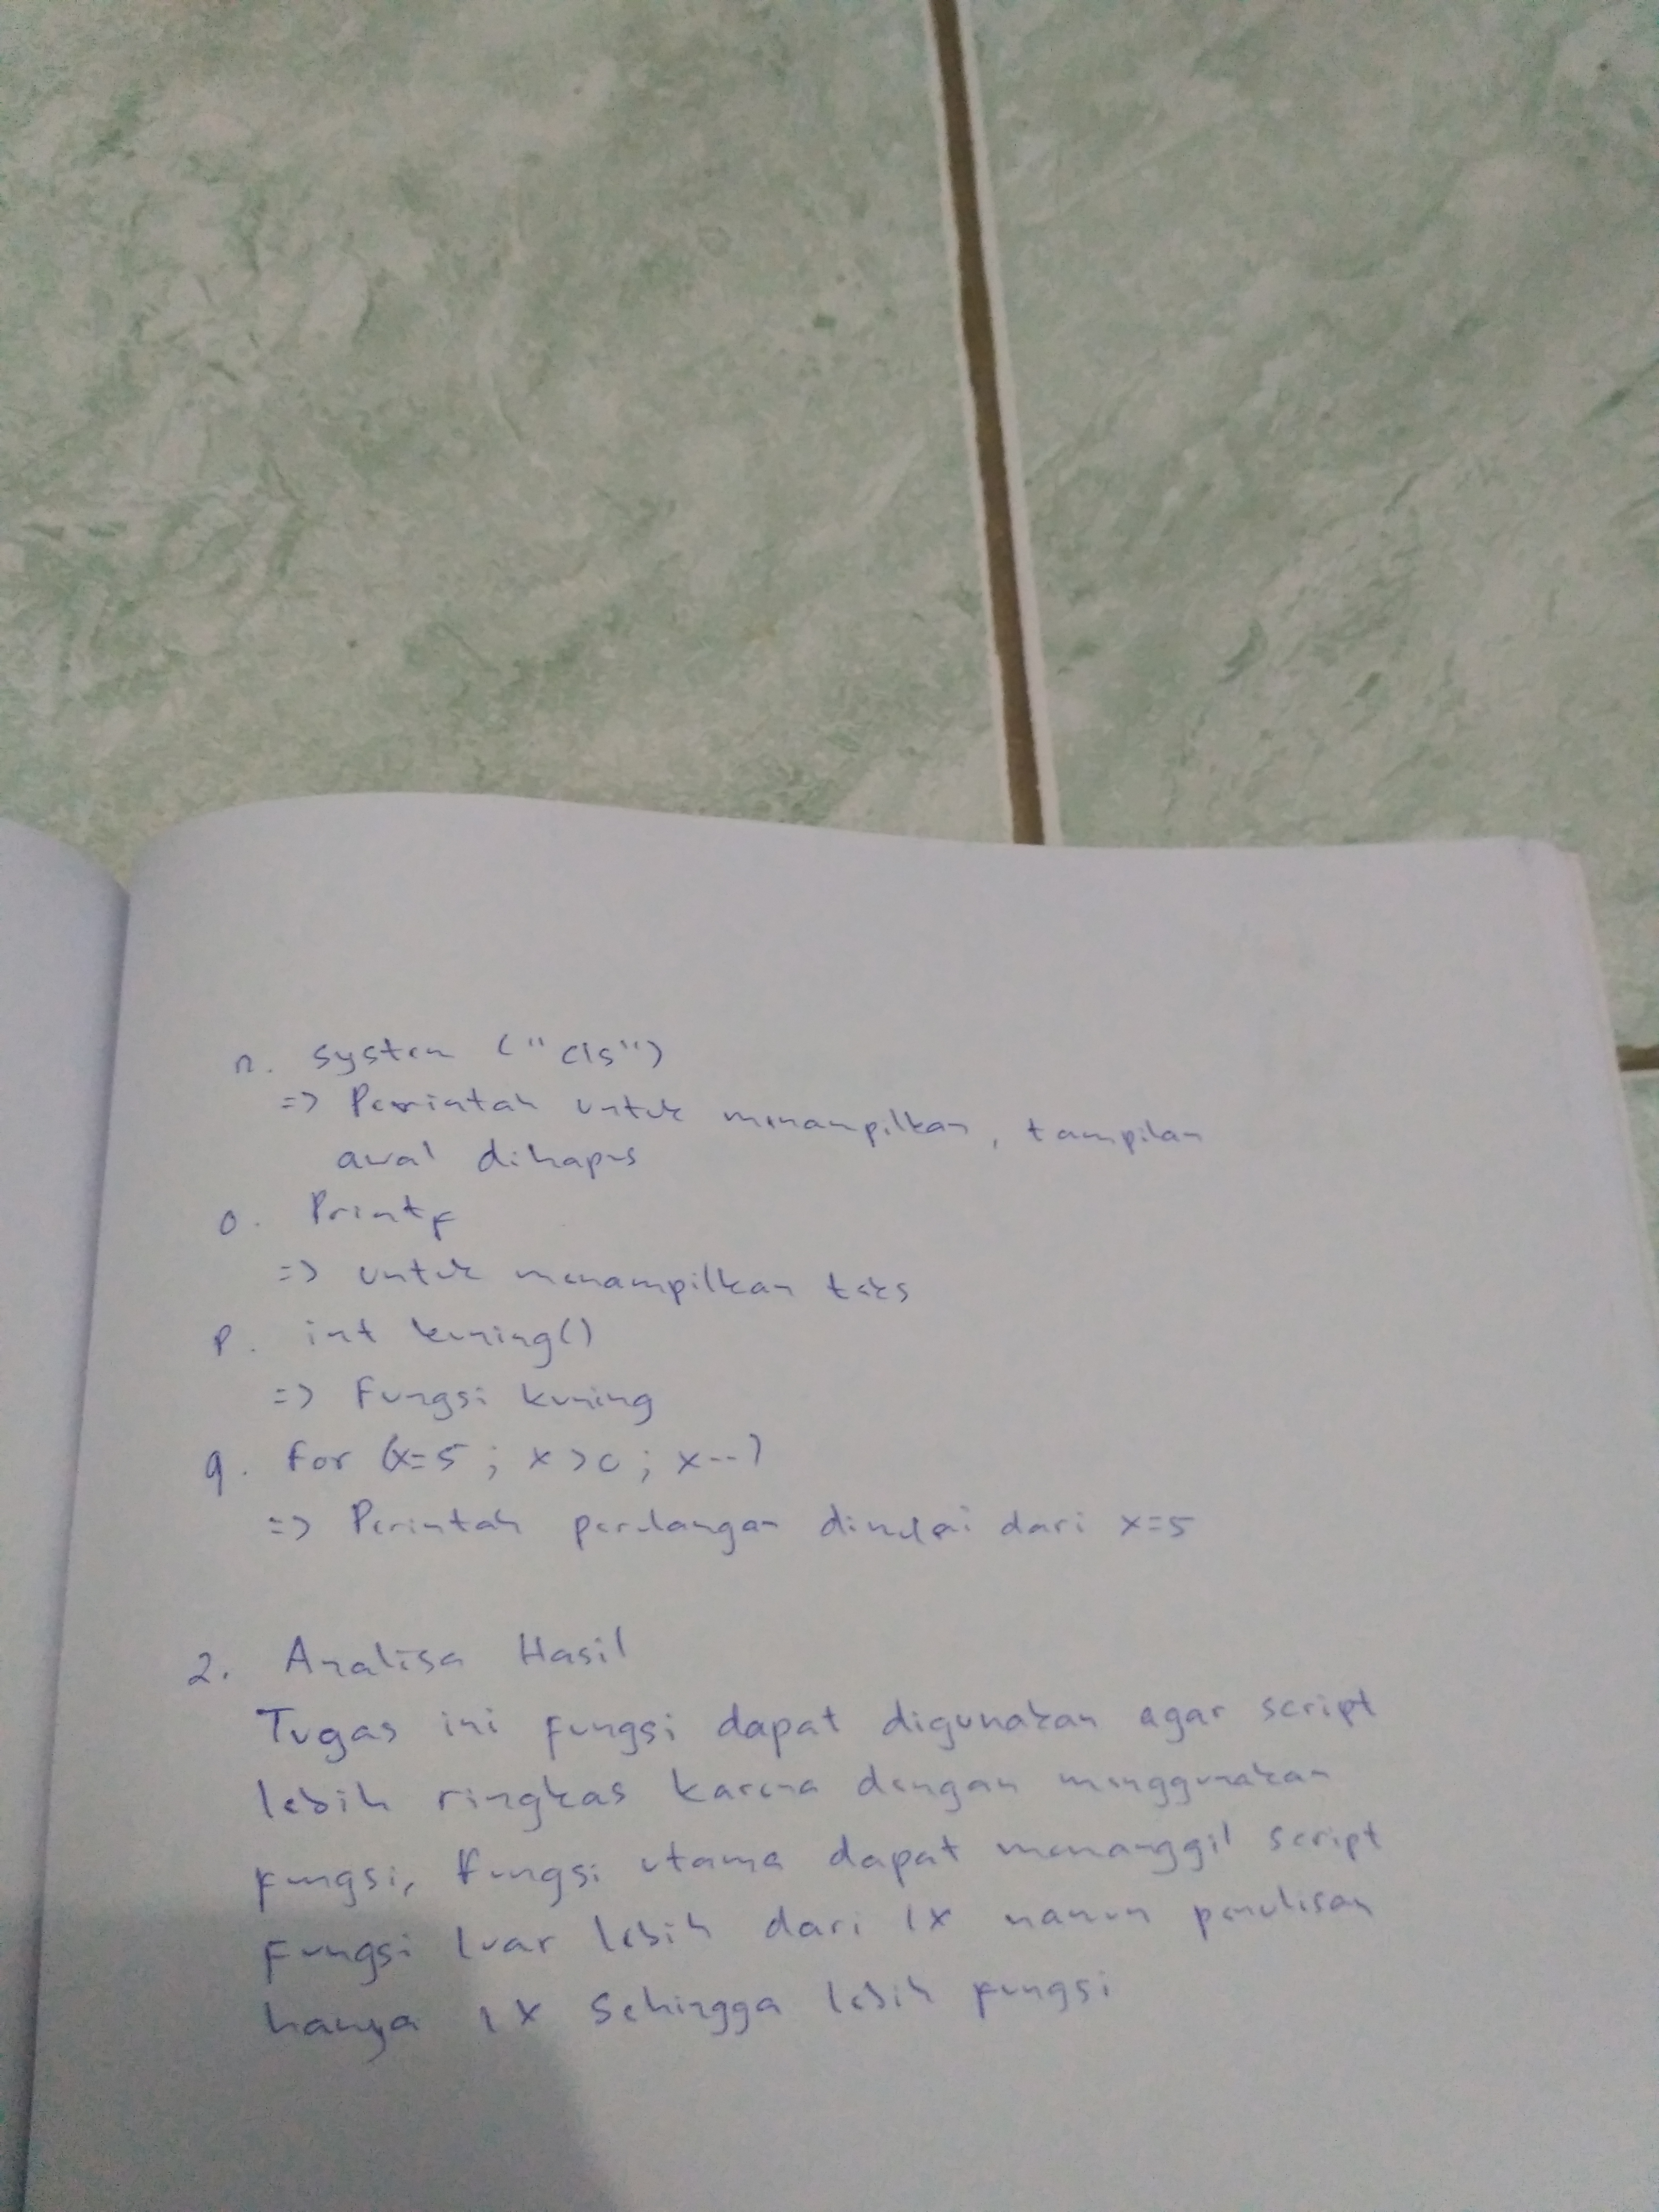 n. system ("cls")
=> Perintah untuk menampilkan, tampilan
awal dihapus
o. Printf
=> untuk menampilkan teks
p. int kuning()
=> Fungsi kuning
q. For (x=5; x>0; x--)
=> Perintah perulangan dimulai dari x=5
2. Analisa Hasil
Tugas ini fungsi dapat digunakan agar script
lebih ringkas karena dengan menggunakan
fungsi, fungsi utama dapat memanggil script
Fungsi luar lebih dari 1x namun penulisan
hanya 1x Sehingga lebih fungsi